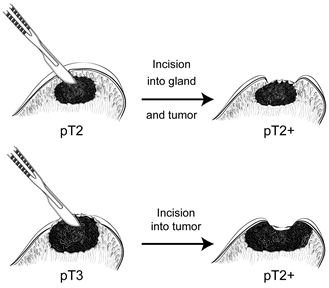 Incision
into gland
and tumor
pT2
pT2+
Incision
into tumor
pT3
pT2+